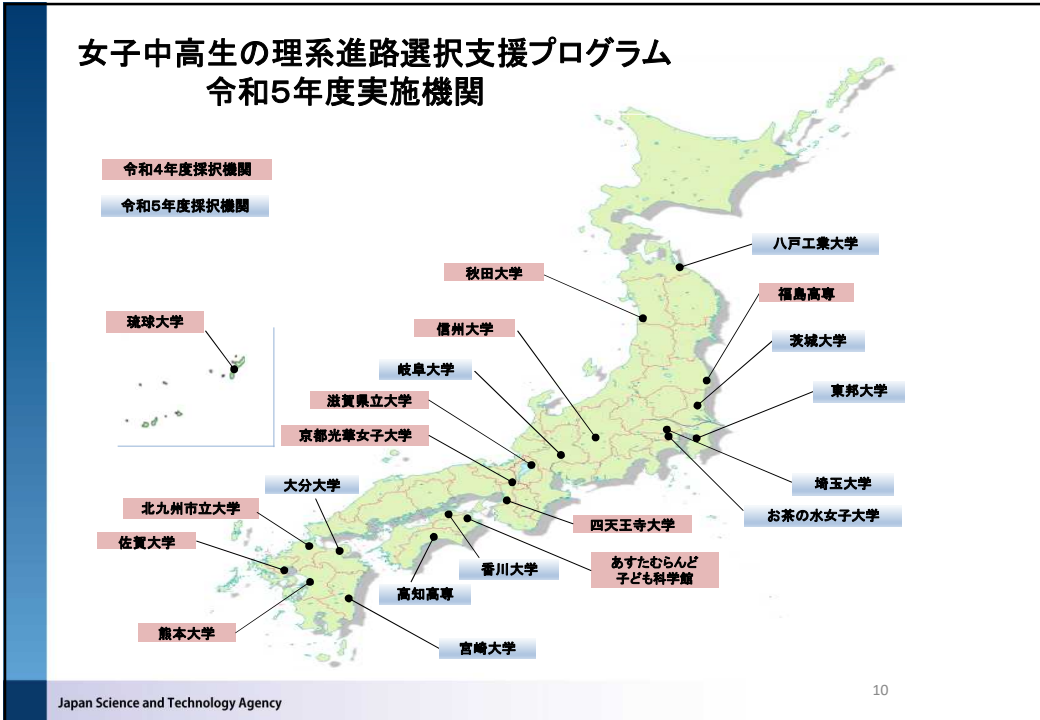 女子中高生の理系進路選択支援プログラム
令和5年度実施機関
令和4年度採択機関
令和5年度採択機関
八戸工業大学
秋田大学
福島高専
琉球大学
信州大学
茨城大学
岐阜大学
東邦大学
滋賀県立大学
京都光華女子大学
大分大学
埼玉大学
北九州市立大学
お茶の水女子大学
四天王寺大学
佐賀大学
香川大学
あすたむらんど
子ども科学館
高知高専
熊本大学
宮崎大学
10
Japan Science and Technology Agency